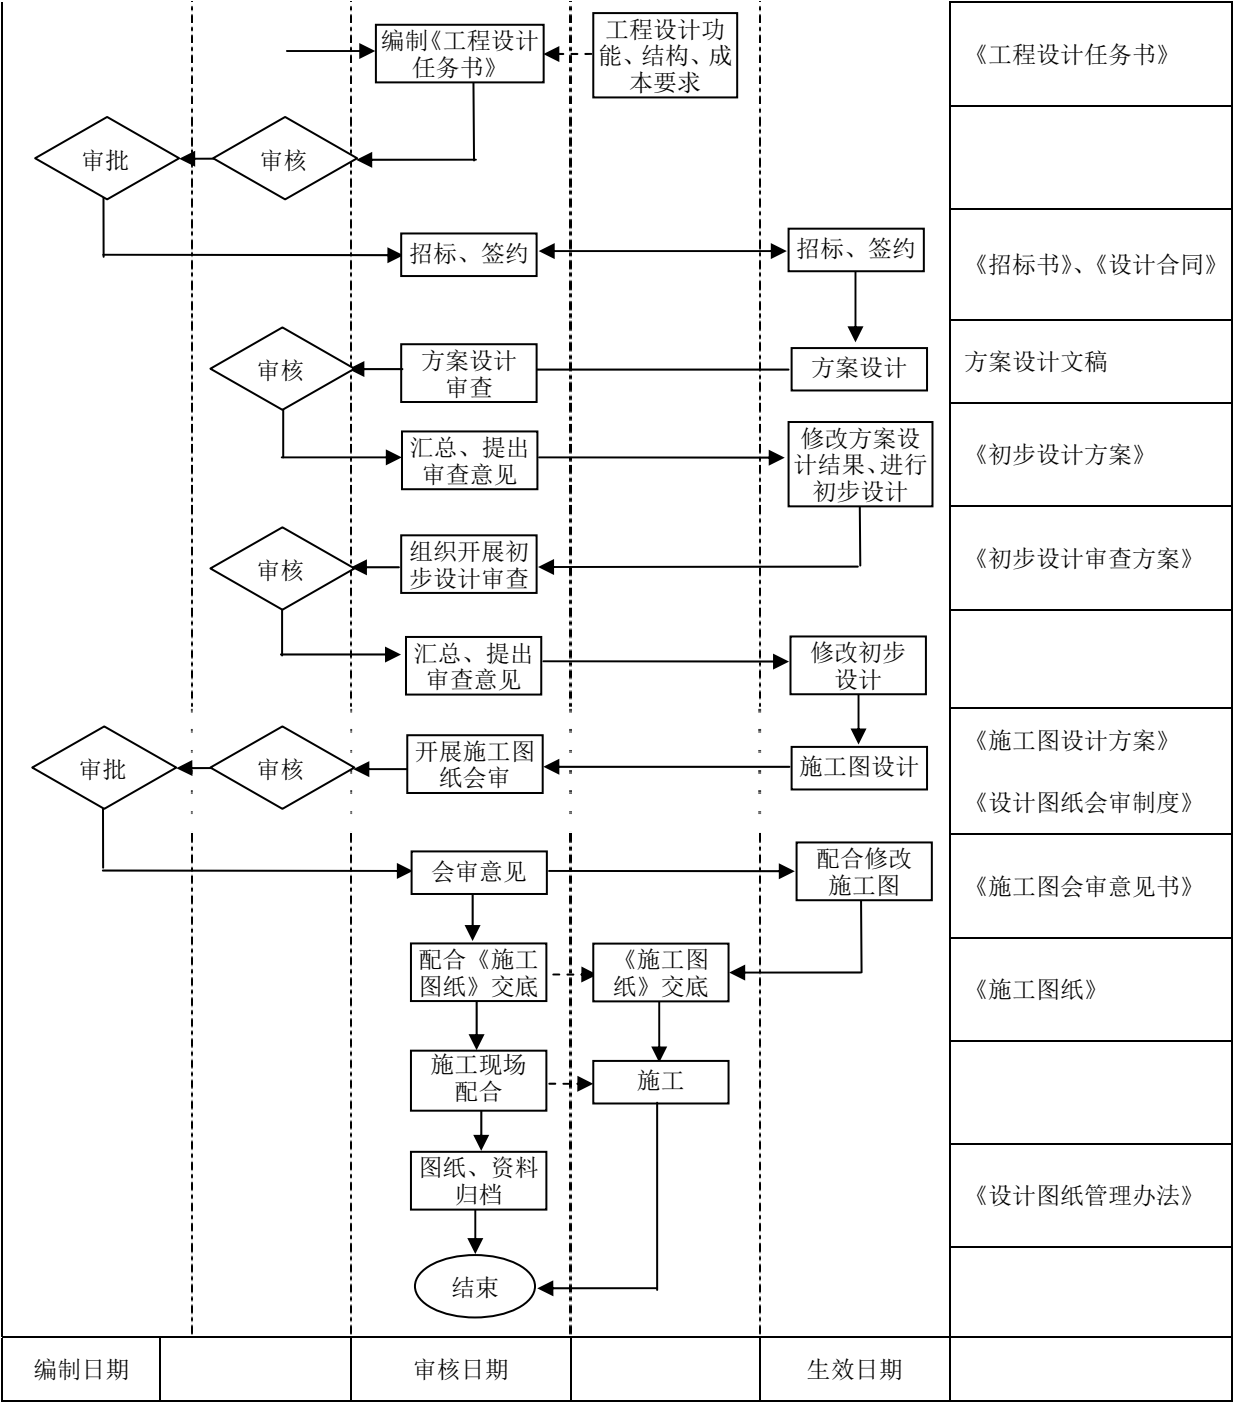 编制《工程设计
任务书》
工程设计功
能、结构、成
本要求
《工程设计任务书》
审批
审核
招标、签约
招标、签约
《招标书》、《设计合同》
审核
方案设计
审查
方案设计
方案设计文稿
汇总、提出
审查意见
修改方案设
计结果、进行
初步设计
《初步设计方案》
审核
组织开展初
步设计审查
《初步设计审查方案》
汇总、提出
审查意见
修改初步
设计
审批
审核
开展施工图
纸会审
施工图设计
《施工图设计方案》
《设计图纸会审制度》
会审意见
配合修改
施工图
《施工图会审意见书》
配合《施工
图纸》交底
《施工图
纸》交底
《施工图纸》
施工现场
配合
施工
图纸、资料
归档
《设计图纸管理办法》
结束
编制日期
审核日期
生效日期